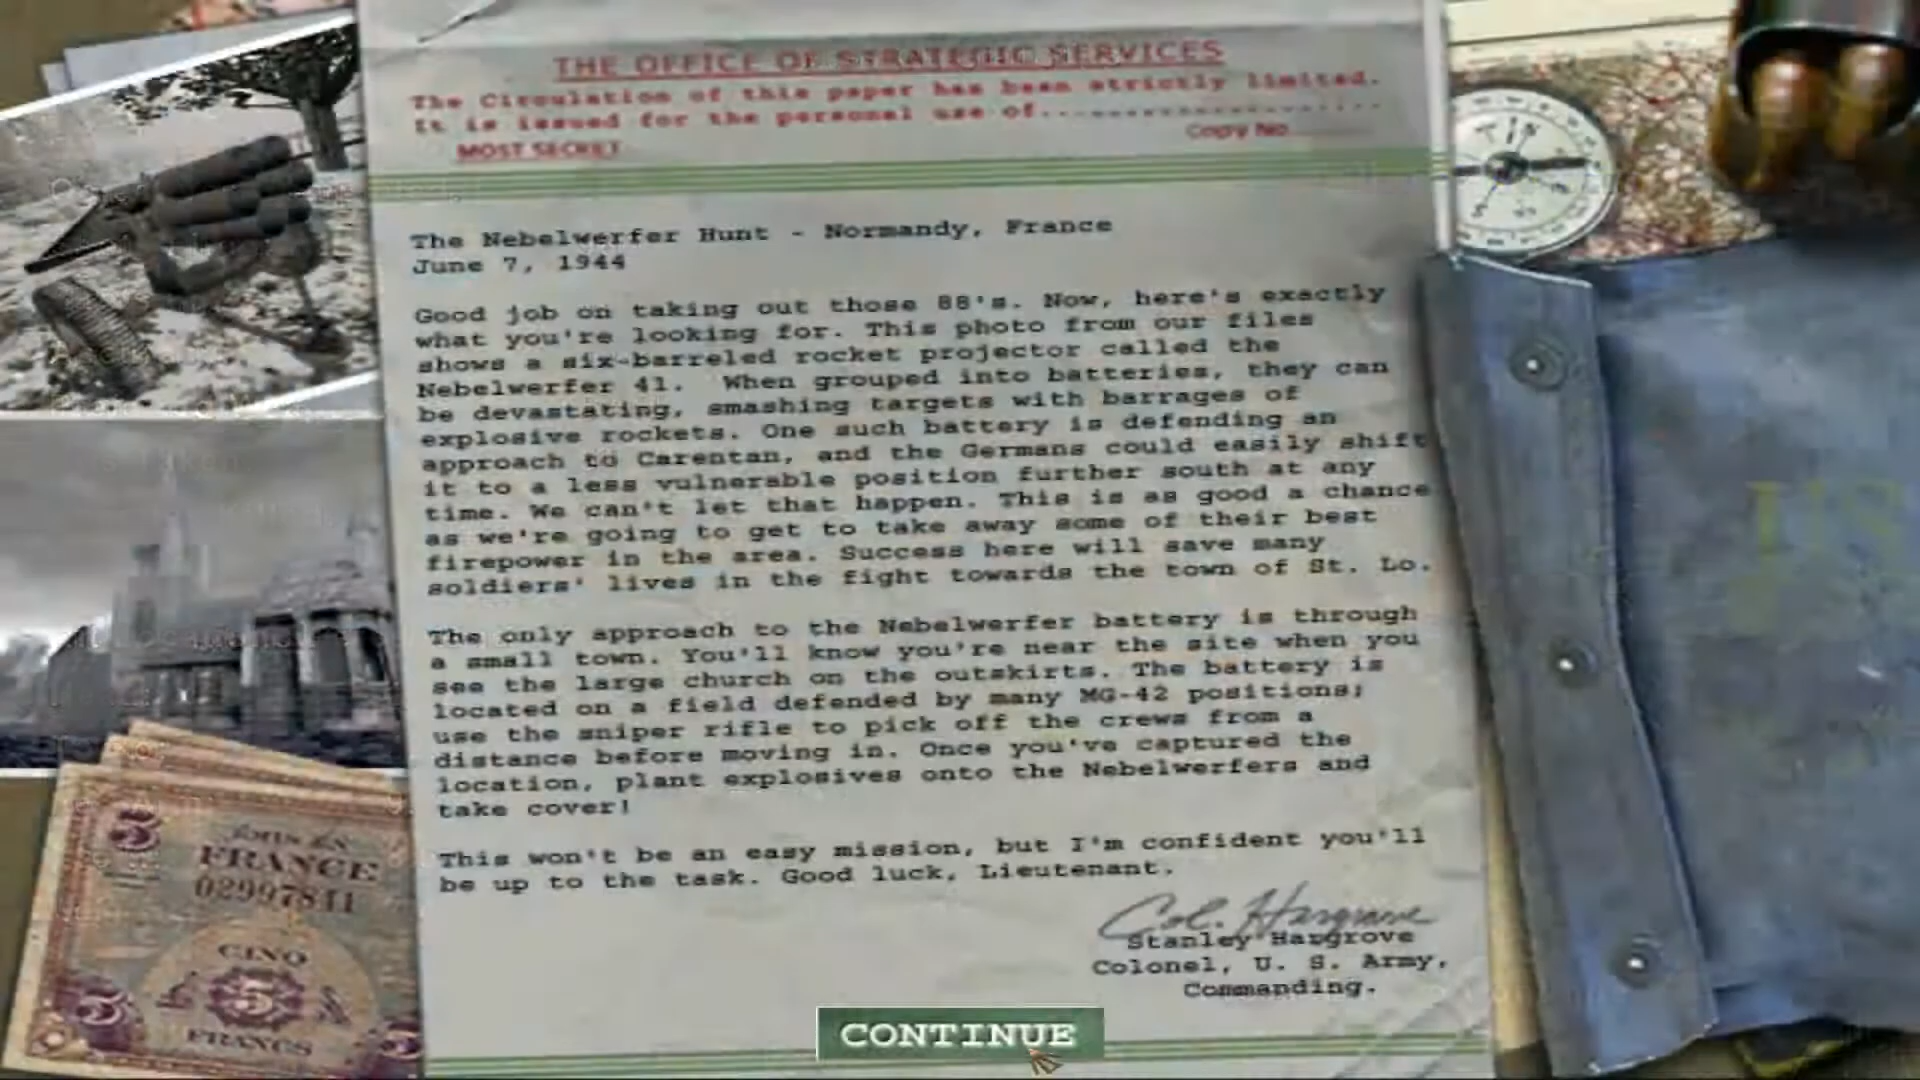 THE OFFICE OF STRATEGIC SERVICES
The Circulation of this paper has been strictly limited.
It is issued for the personal use of
Copy No
MOST SECRET
The Nebelwerfer Hunt - Normandy, France
June 7, 1944
Good job on taking out those 88's. Now, here's exactly
what you're looking for. This photo from our files
shows a six-barreled rocket projector called the
Nebelwerfer 41. When grouped into batteries, they can
be devastating, smashing targets with barrages of
explosive rockets. One such battery is defending an
approach to Carentan, and the Germans could easily shift
it to a less vulnerable position further south at any
time. We can't let that happen. This is as good a chance
as we're going to get to take away some of their best
firepower in the area. Success here will save many
soldiers' lives in the fight towards the town of St. Lo.
The only approach to the Nebelwerfer battery is through
a small town. You'll know you're near the site when you
see the large church on the outskirts. The battery is
located on a field defended by many MG-42 positions;
use the sniper rifle to pick off the crews from a
distance before moving in. Once you've captured the
location, plant explosives onto the Nebelwerfers and
take cover!
This won't be an easy mission, but I'm confident you'll
be up to the task. Good luck, Lieutenant.
Col. Hargrove
Stanley Hargrove
Colonel, U. S. Army,
Commanding.
CONTINUE
5
ÉMIS EN
FRANCE
02997841
CINQ
5
5
FRANCS
US